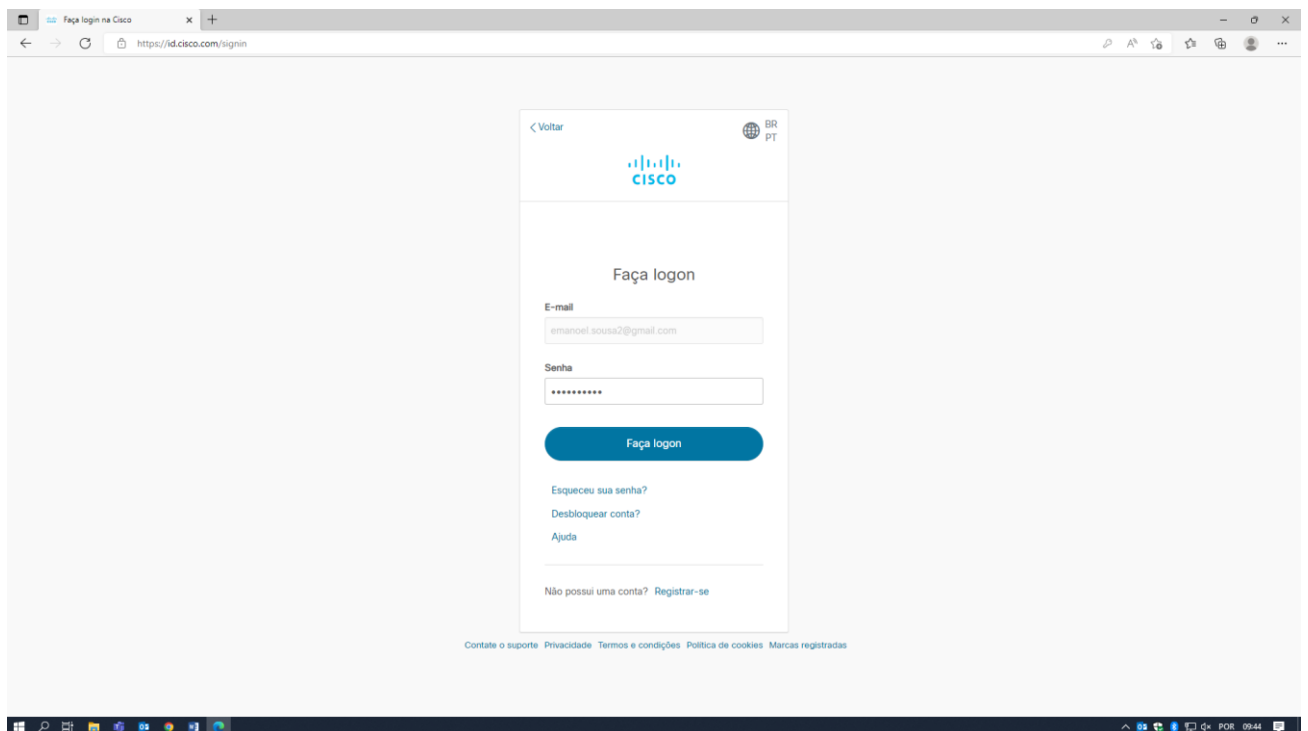 Faça login na Cisco
https://id.cisco.com/signin
Voltar
BR
PT
CISCO
Faça logon
E-mail
emanoel.sousa2@gmail.com
Senha
••••••••••
Faça logon
Esqueceu sua senha?
Desbloquear conta?
Ajuda
Não possui uma conta? Registrar-se
Contate o suporte Privacidade Termos e condições Política de cookies Marcas registradas
POR 09:44